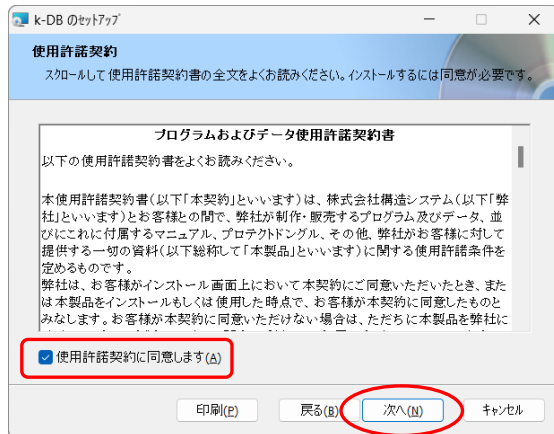 k-DB のｾｯﾄｱｯﾌﾟ
使用許諾契約
ｽｸﾛｰﾙして使用許諾契約書の全文をよくお読みください。ｲﾝｽﾄｰﾙするには同意が必要です。
プログラムおよびデータ使用許諾契約書
以下の使用許諾契約書をよくお読みください。
本使用許諾契約書（以下「本契約」といいます）は、株式会社構造システム（以下「弊
社」といいます）とお客様との間で、弊社が制作・販売するプログラム及びデータ、並
びにこれに付属するマニュアル、プロテクトドングル、その他、弊社がお客様に対して
提供する一切の資料（以下総称して「本製品」といいます）に関する使用許諾条件を
定めるものです。
弊社は、お客様がインストール画面上において本契約にご同意いただいたとき、また
は本製品をインストールもしくは使用した時点で、お客様が本契約に同意したものと
みなします。お客様が本契約に同意いただけない場合は、ただちに本製品を弊社に
使用許諾契約に同意します(A)
印刷(P)
戻る(B)
次へ(N)
ｷｬﾝｾﾙ